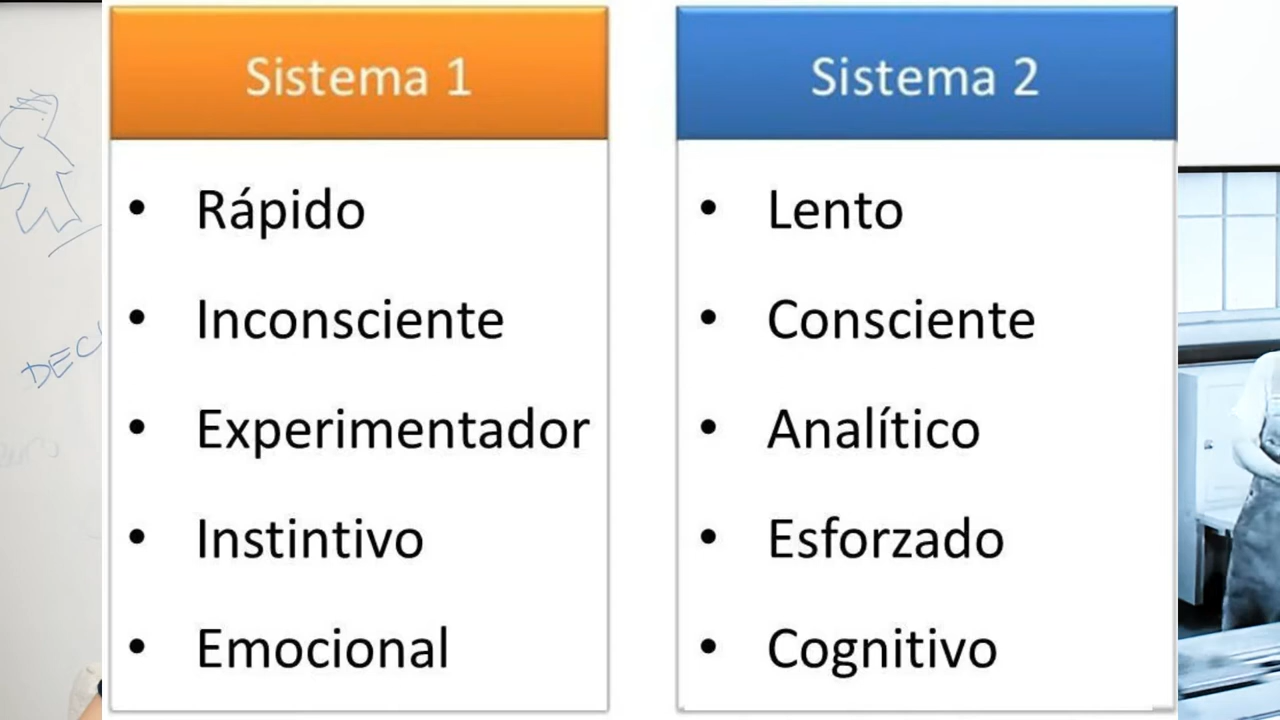 Sistema 1
• Rápido
• Inconsciente
• Experimentador
• Instintivo
• Emocional
Sistema 2
• Lento
• Consciente
• Analítico
• Esforzado
• Cognitivo